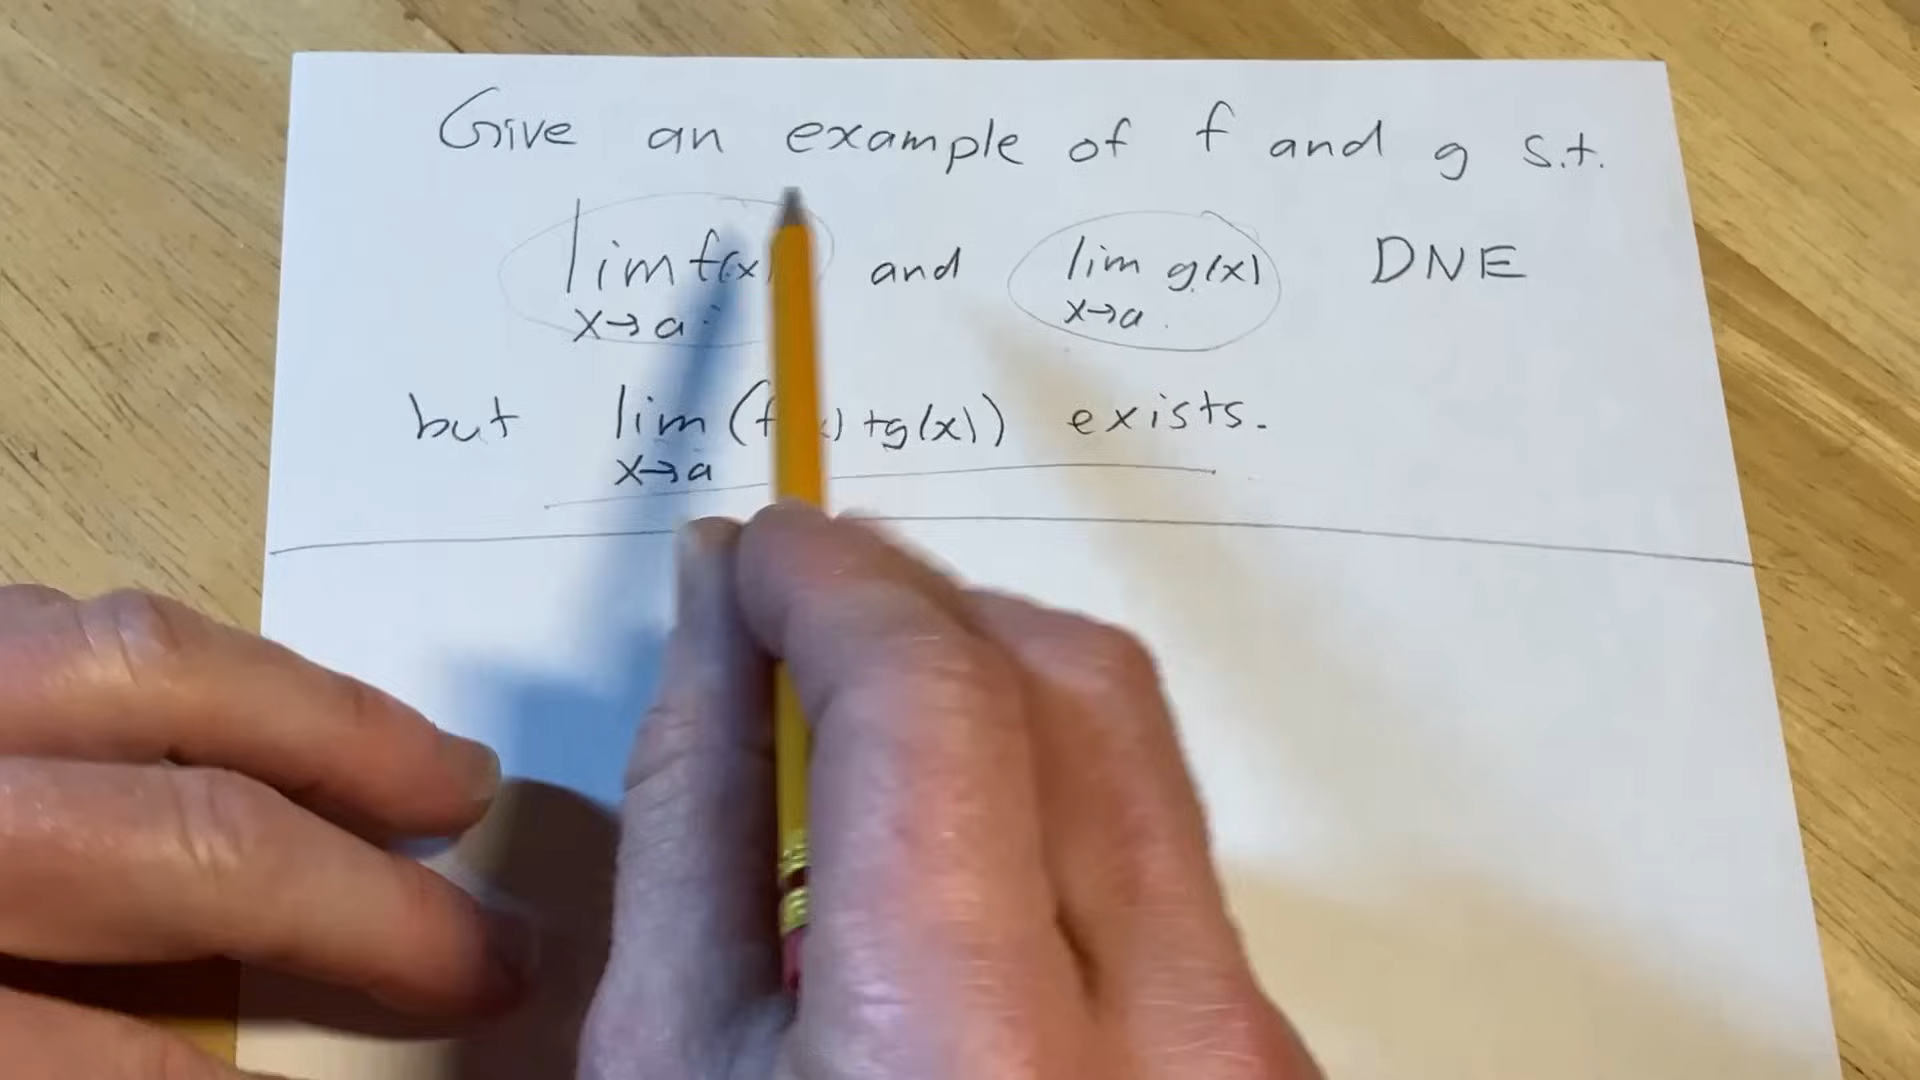 Give an example of f and g s.t.
lim f(x) and lim g(x) DNE
x→a x→a
but lim ( +g(x)) exists.
x→a